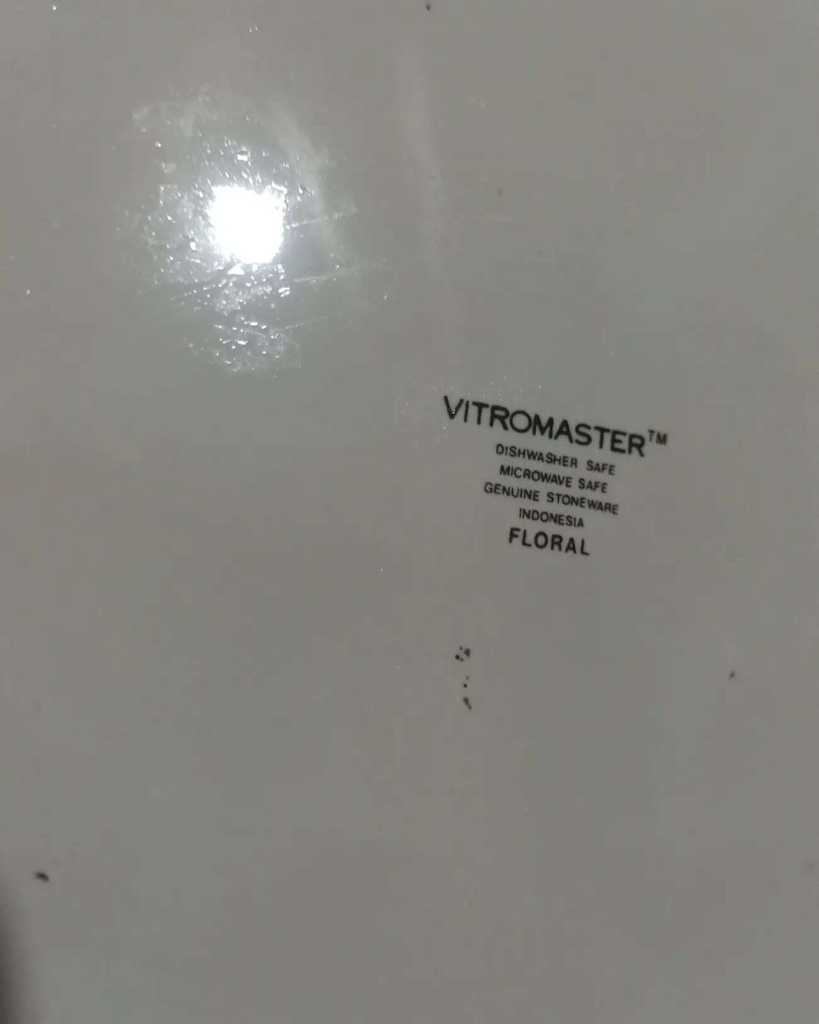 VITROMASTER™
DISHWASHER SAFE
MICROWAVE SAFE
GENUINE STONEWARE
INDONESIA
FLORAL